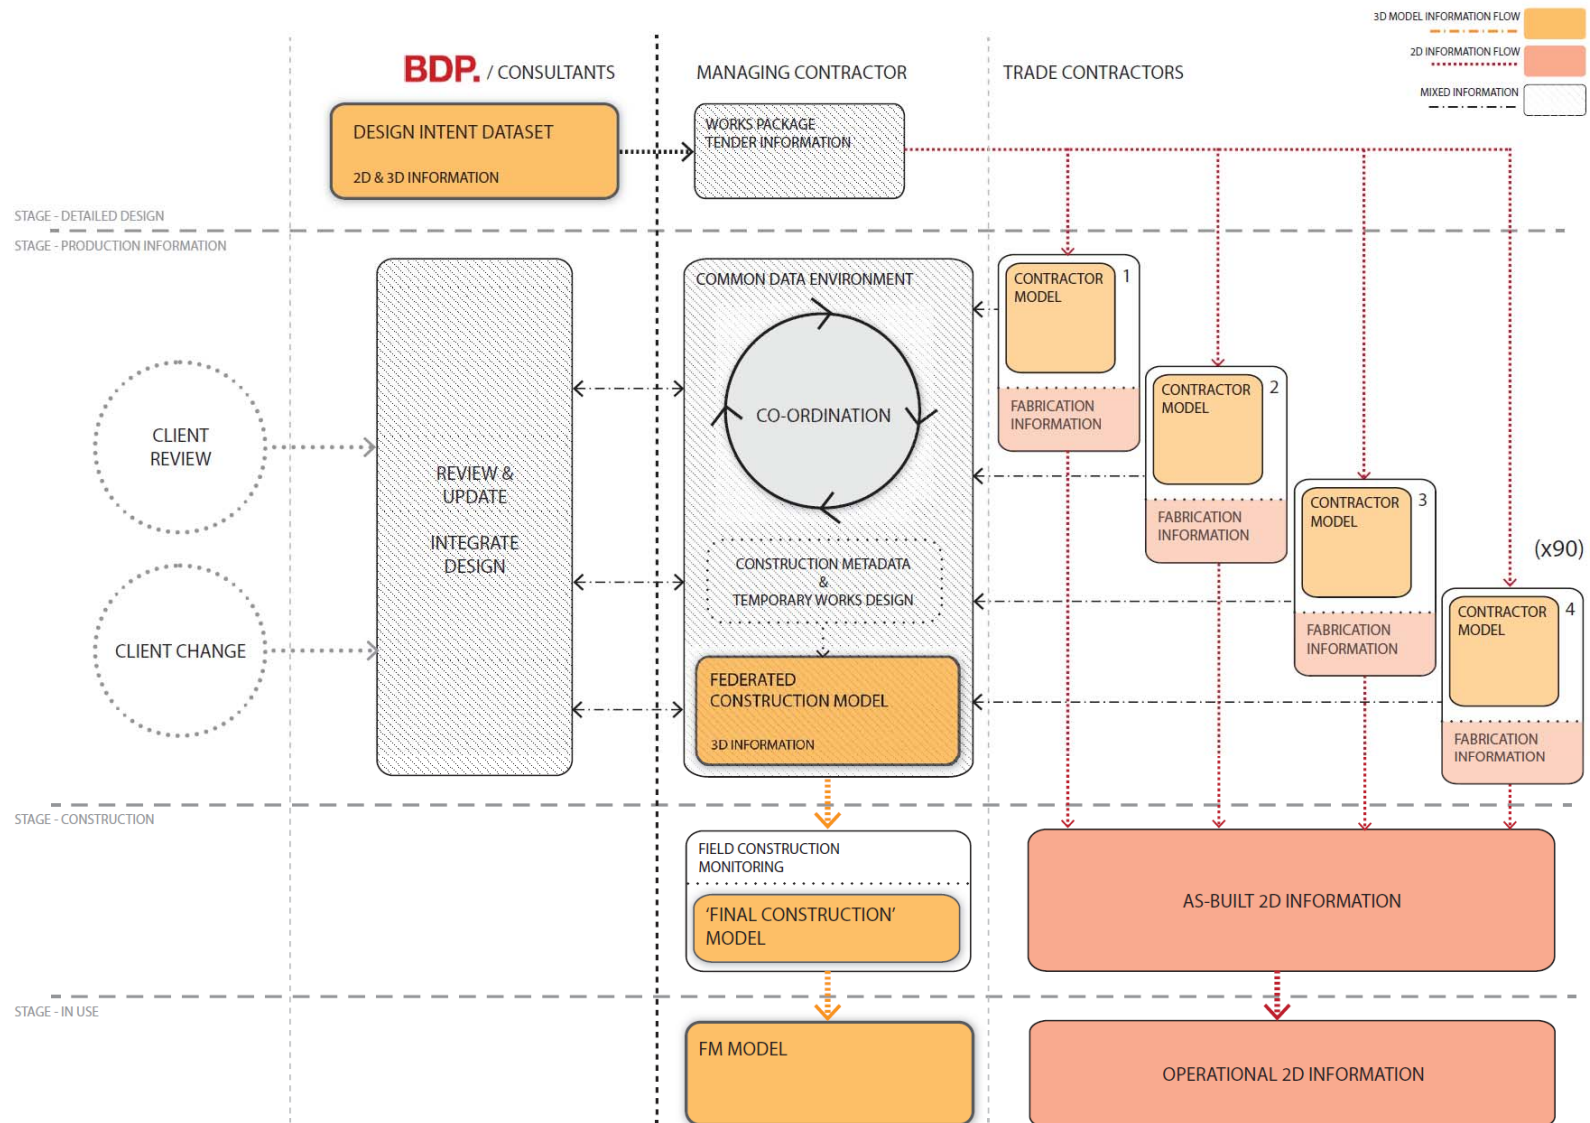 3D MODEL INFORMATION FLOW
2D INFORMATION FLOW
MIXED INFORMATION
BDP. / CONSULTANTS
MANAGING CONTRACTOR
TRADE CONTRACTORS
DESIGN INTENT DATASET
2D & 3D INFORMATION
WORKS PACKAGE
TENDER INFORMATION
STAGE - DETAILED DESIGN
STAGE - PRODUCTION INFORMATION
CLIENT
REVIEW
CLIENT CHANGE
REVIEW &
UPDATE
INTEGRATE
DESIGN
COMMON DATA ENVIRONMENT
CO-ORDINATION
CONSTRUCTION METADATA
&
TEMPORARY WORKS DESIGN
FEDERATED
CONSTRUCTION MODEL
3D INFORMATION
CONTRACTOR
MODEL
1
FABRICATION
INFORMATION
CONTRACTOR
MODEL
2
FABRICATION
INFORMATION
CONTRACTOR
MODEL
3
FABRICATION
INFORMATION
(x90)
CONTRACTOR
MODEL
4
FABRICATION
INFORMATION
STAGE - CONSTRUCTION
FIELD CONSTRUCTION
MONITORING
‘FINAL CONSTRUCTION’
MODEL
AS-BUILT 2D INFORMATION
STAGE - IN USE
FM MODEL
OPERATIONAL 2D INFORMATION